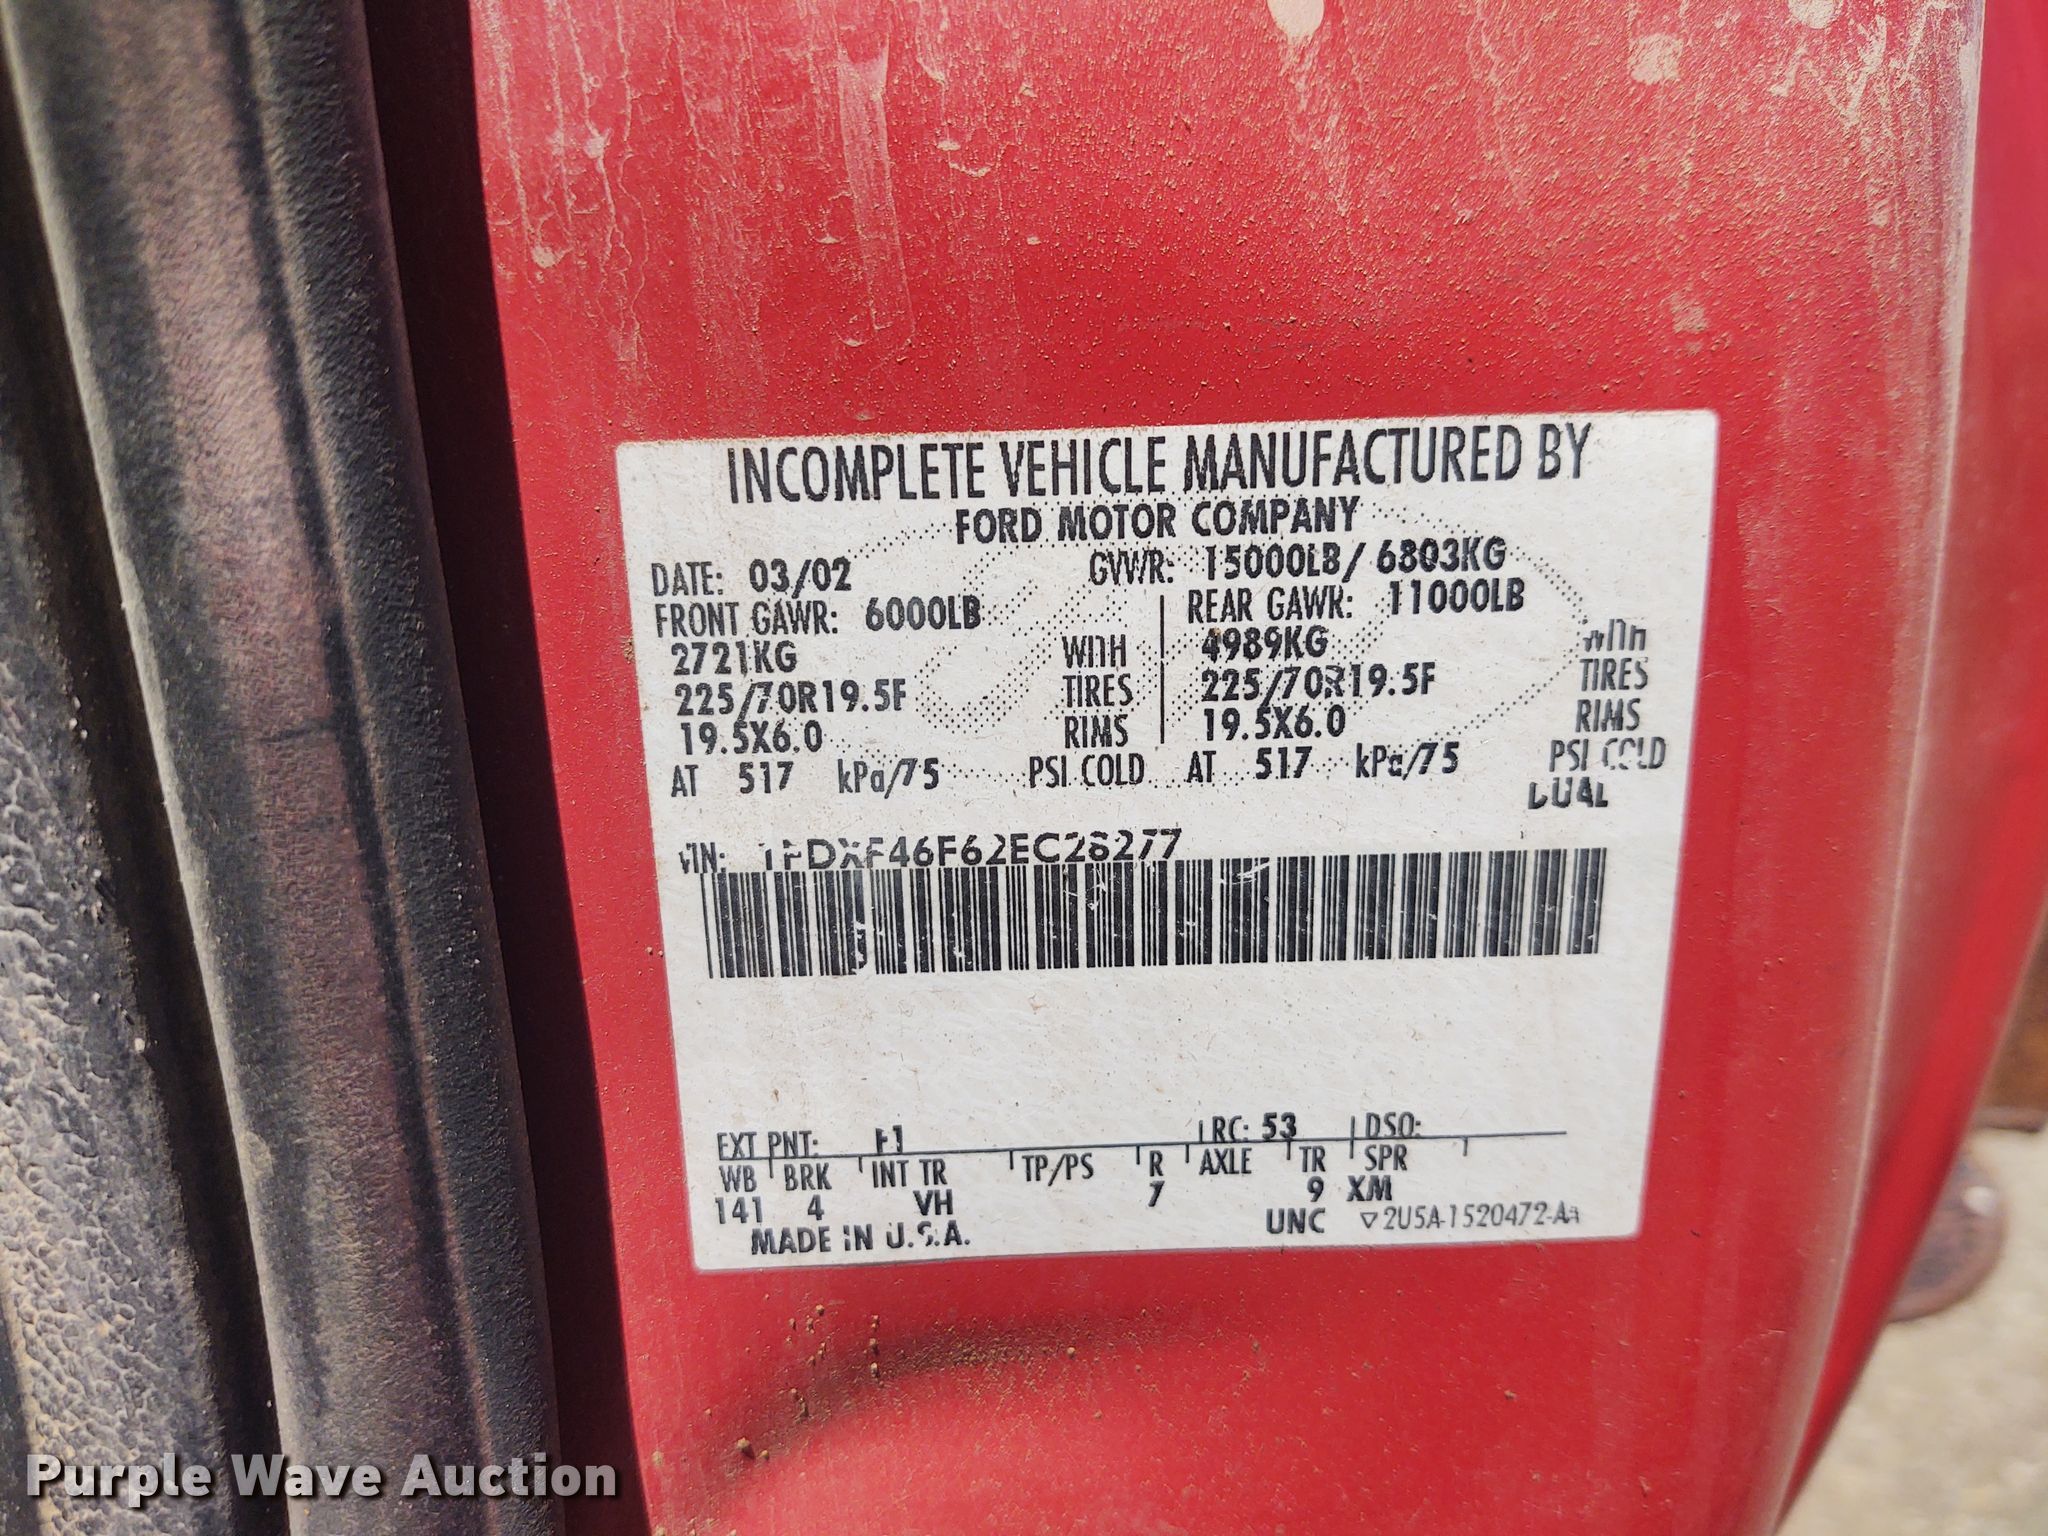 INCOMPLETE VEHICLE MANUFACTURED BY
FORD MOTOR COMPANY
DATE: 03/02 GVWR: 15000LB/ 6803KG
FRONT GAWR: 6000LB REAR GAWR: 11000LB
2721KG WITH 4989KG WITH
225/70R19.5F TIRES 225/70R19.5F TIRES
19.5X6.0 RIMS 19.5X6.0 RIMS
AT 517 kPa/75 PSI COLD AT 517 kPa/75 PSI COLD
DUAL
VIN: 1FDXF46F62EC28277
EXT PNT: F1 RC: 53 DSO:
WB BRK INT TR TP/PS R AXLE TR SPR
141 4 VH 7 9 XM
MADE IN U.S.A. UNC ▽2U5A-1520472-AA
Purple Wave Auction